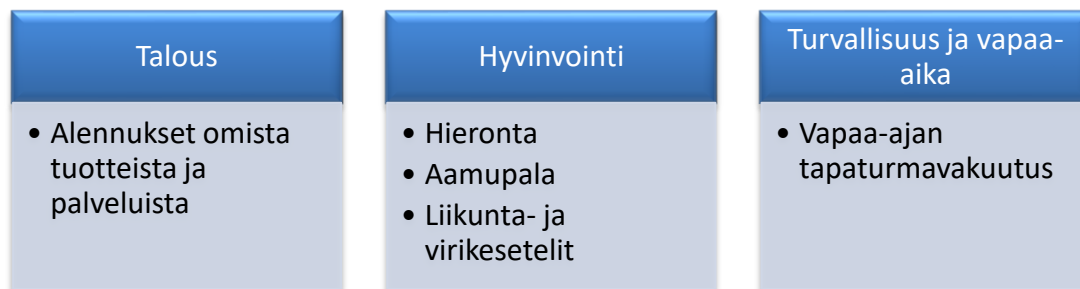 Talous
• Alennukset omista
tuotteista ja
palveluista
Hyvinvointi
• Hieronta
• Aamupala
• Liikunta- ja
virikesetelit
Turvallisuus ja vapaa-
aika
• Vapaa-ajan
tapaturmavakuutus